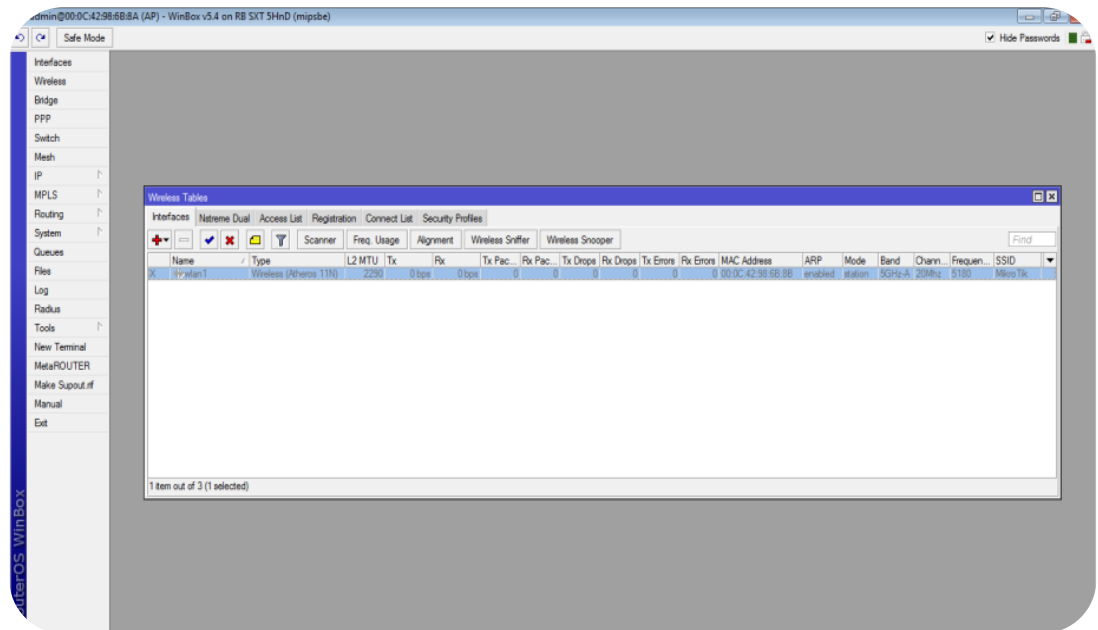 admin@00:0C:42:98:6B:8A (AP) - WinBox v5.4 on RB SXT 5HnD (mipsbe)
Safe Mode
Hide Passwords
Interfaces
Wireless
Bridge
PPP
Switch
Mesh
IP
MPLS
Routing
System
Queues
Files
Log
Radius
Tools
New Terminal
MetaROUTER
Make Supout.rif
Manual
Exit
RouterOS WinBox
Wireless Tables
Interfaces Nstreme Dual Access List Registration Connect List Security Profiles
Scanner Freq. Usage Alignment Wireless Sniffer Wireless Snooper Find
Name Type L2 MTU Tx Rx Tx Pac... Rx Pac... Tx Drops Rx Drops Tx Errors Rx Errors MAC Address ARP Mode Band Chann... Frequen... SSID
X wlan1 Wireless (Atheros 11N) 2290 0 bps 0 bps 0 0 0 0 0 0 00:0C:42:98:6B:8B enabled station 5GHz-A 20Mhz 5180 MikroTik
1 item out of 3 (1 selected)